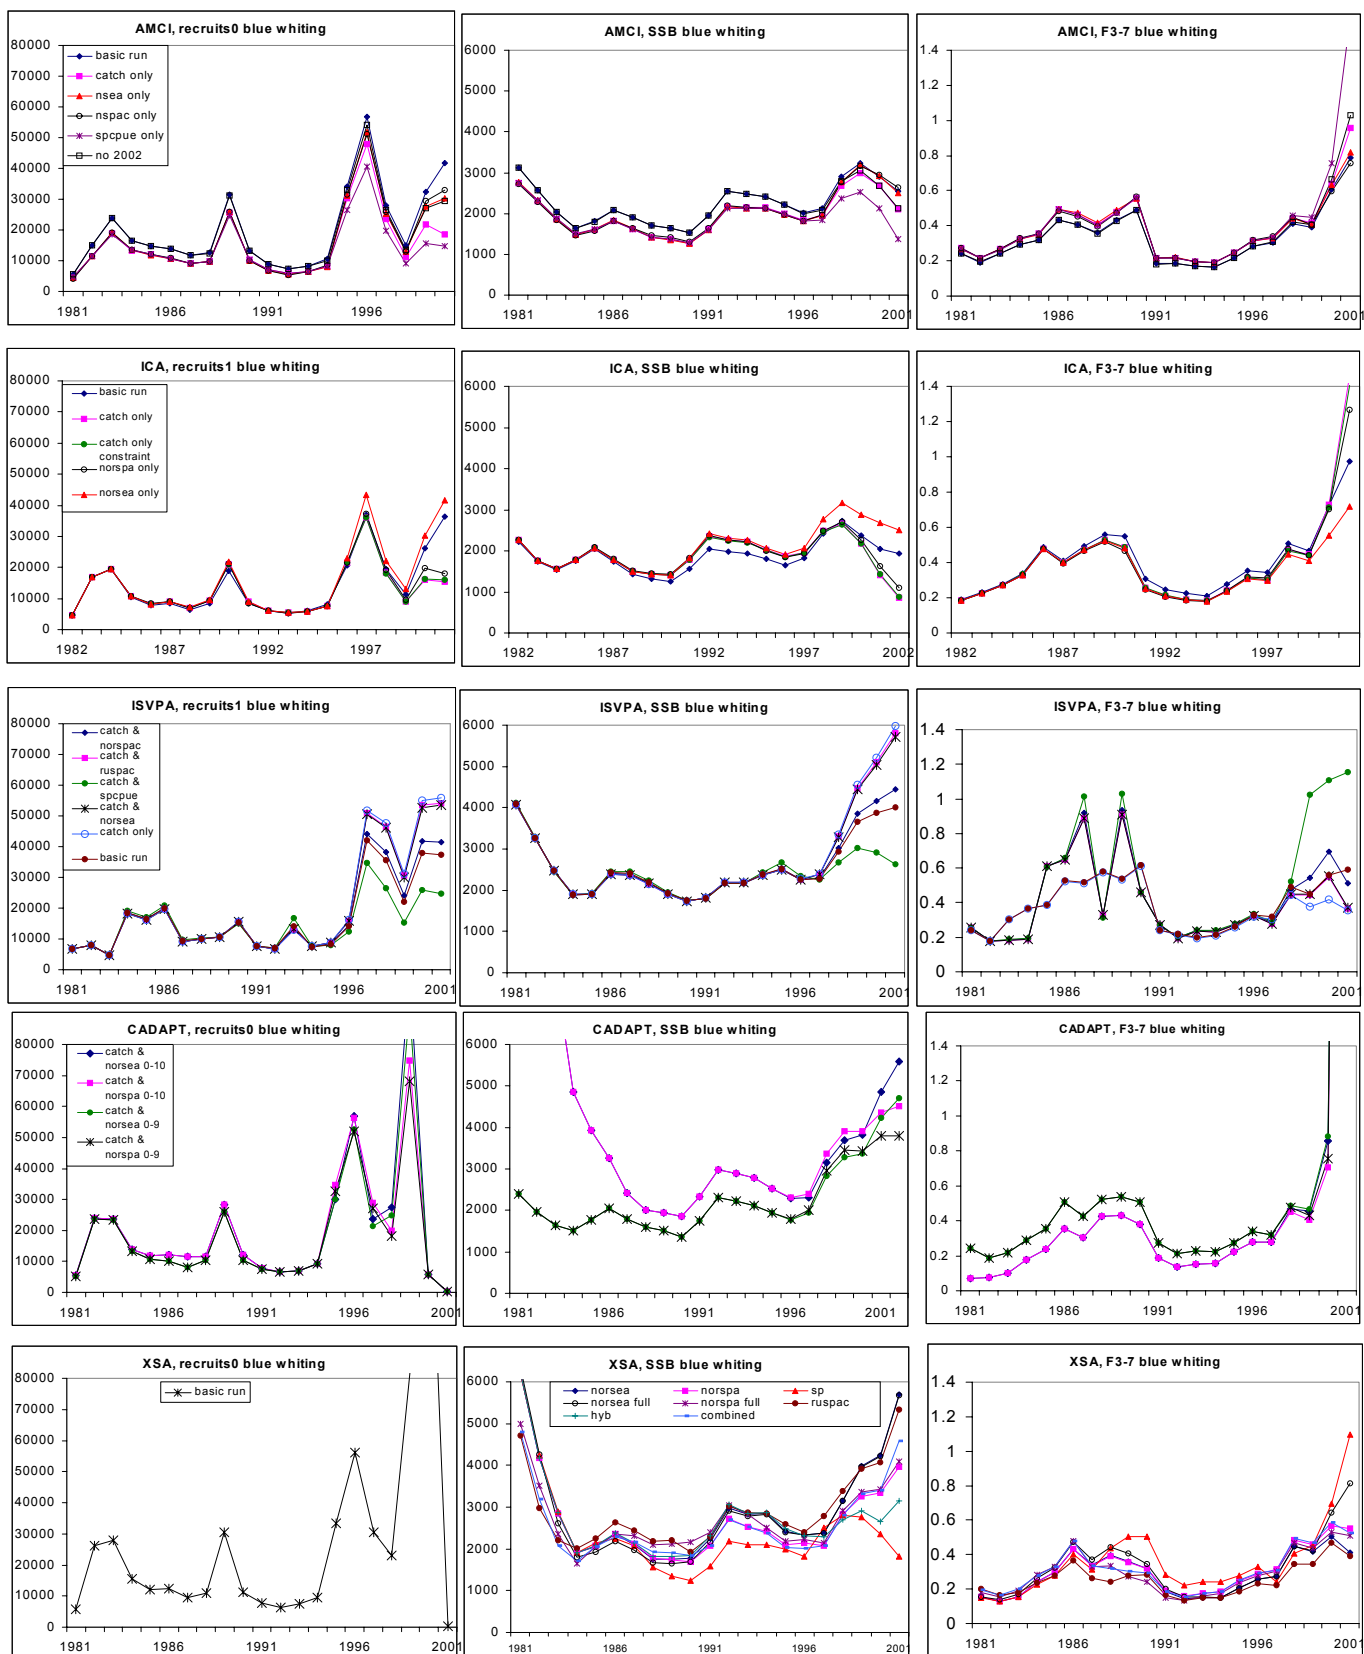 AMCI, recruits0 blue whiting
80000
70000
60000
50000
40000
30000
20000
10000
0
basic run
catch only
nsea only
nspac only
spcpue only
no 2002
1981 1986 1991 1996
AMCI, SSB blue whiting
6000
5000
4000
3000
2000
1000
0
1981 1986 1991 1996 2001
AMCI, F3-7 blue whiting
1.4
1.2
1
0.8
0.6
0.4
0.2
0
1981 1986 1991 1996 2001
ICA, recruits1 blue whiting
80000
70000
60000
50000
40000
30000
20000
10000
0
basic run
catch only
catch only
constraint
norspa only
norsea only
1982 1987 1992 1997
ICA, SSB blue whiting
6000
5000
4000
3000
2000
1000
0
1982 1987 1992 1997 2002
ICA, F3-7 blue whiting
1.4
1.2
1
0.8
0.6
0.4
0.2
0
1982 1987 1992 1997
ISVPA, recruits1 blue whiting
80000
70000
60000
50000
40000
30000
20000
10000
0
catch &
norspac
catch &
ruspac
catch &
spcpue
catch &
norsea
catch only
basic run
1981 1986 1991 1996 2001
ISVPA, SSB blue whiting
6000
5000
4000
3000
2000
1000
0
1981 1986 1991 1996 2001
ISVPA, F3-7 blue whiting
1.4
1.2
1
0.8
0.6
0.4
0.2
0
1981 1986 1991 1996 2001
CADAPT, recruits0 blue whiting
80000
70000
60000
50000
40000
30000
20000
10000
0
catch &
norsea 0-10
catch &
norspa 0-10
catch &
norsea 0-9
catch &
norspa 0-9
1981 1986 1991 1996 2001
CADAPT, SSB blue whiting
6000
5000
4000
3000
2000
1000
0
1981 1986 1991 1996 2001
CADAPT, F3-7 blue whiting
1.4
1.2
1
0.8
0.6
0.4
0.2
0
1981 1986 1991 1996 2001
XSA, recruits0 blue whiting
80000
70000
60000
50000
40000
30000
20000
10000
0
basic run
1981 1986 1991 1996 2001
XSA, SSB blue whiting
6000
5000
4000
3000
2000
1000
0
norsea norspa sp
norsea full norspa full ruspac
hyb combined
1981 1986 1991 1996 2001
XSA, F3-7 blue whiting
1.4
1.2
1
0.8
0.6
0.4
0.2
0
1981 1986 1991 1996 2001